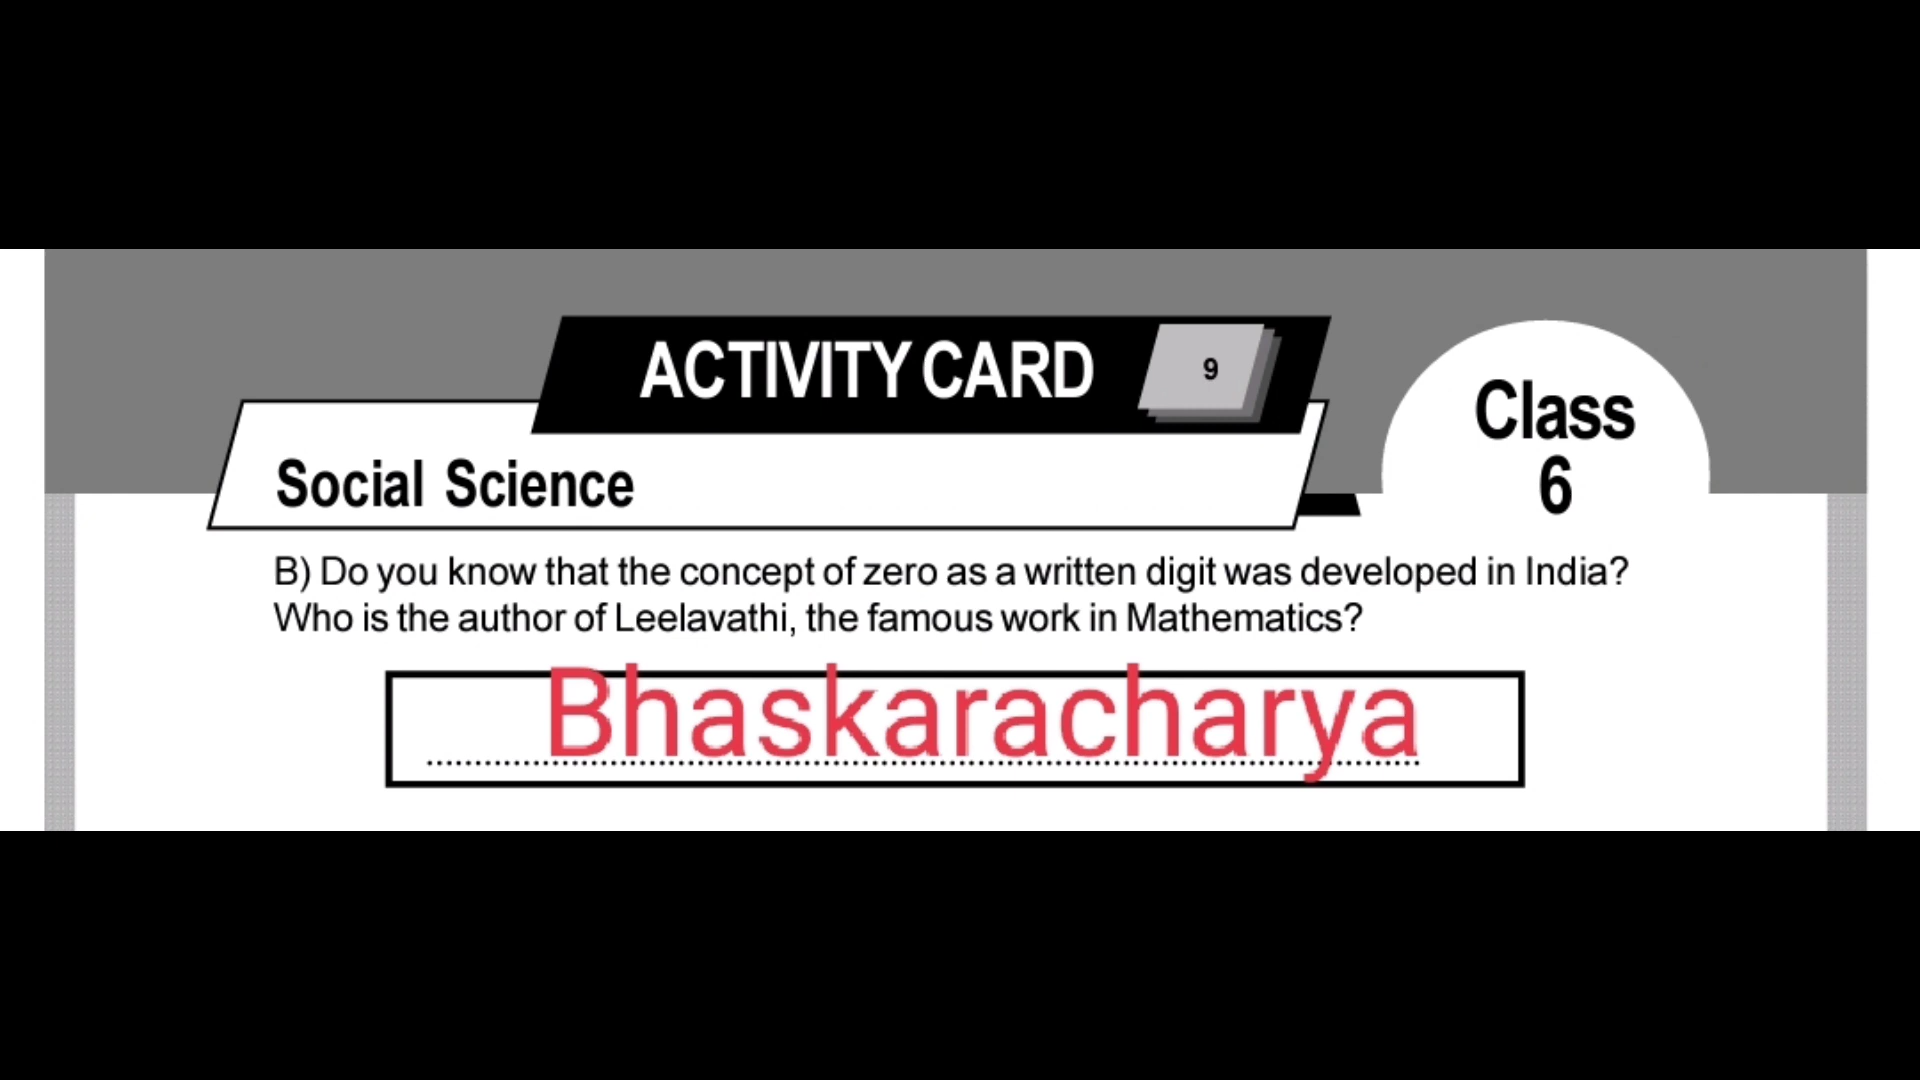 ACTIVITY CARD 9
Class
6
Social Science
B) Do you know that the concept of zero as a written digit was developed in India?
Who is the author of Leelavathi, the famous work in Mathematics?
Bhaskaracharya